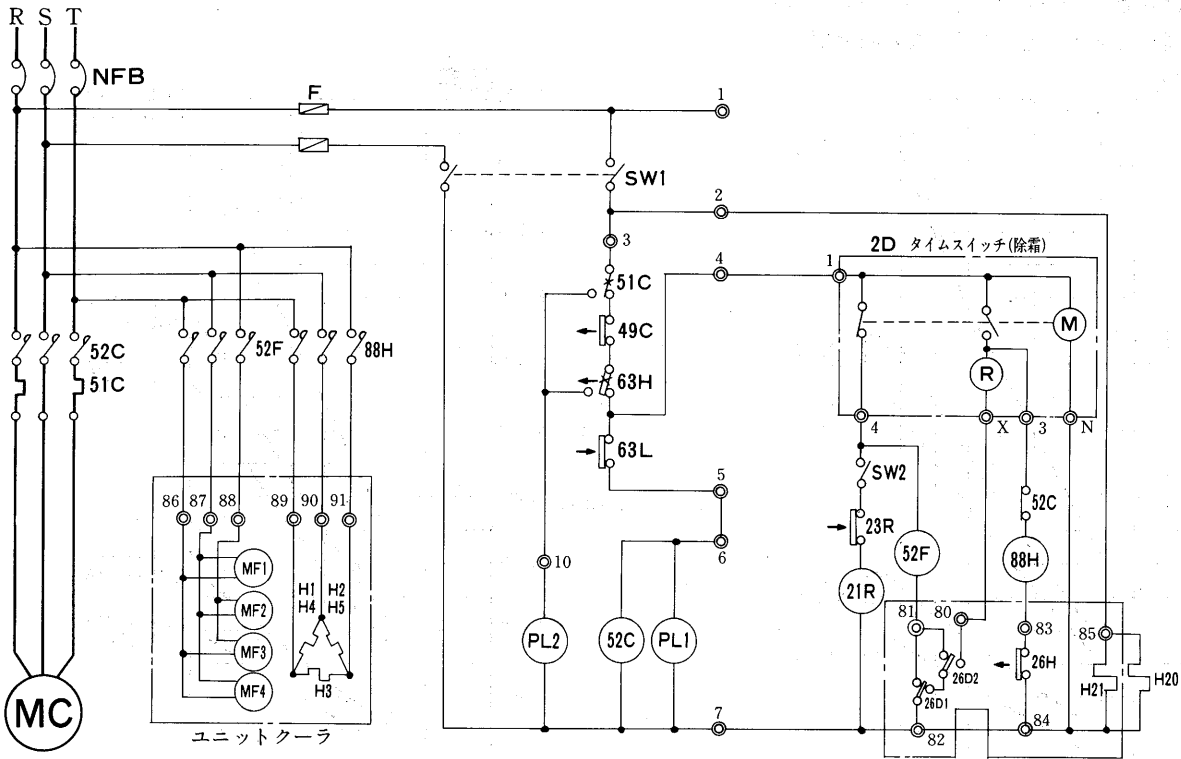 R S T
NFB
F
1
SW1
2
3
2D タイムスイッチ(除霜)
4
1
51C
M
49C
52C
52F
88H
63H
R
51C
4
X
3
N
63L
SW2
86
87
88
89
90
91
5
52C
23R
6
52F
10
88H
MF1
H1
H2
H4
H5
21R
MF2
81
80
83
85
PL2
52C
PL1
MF3
26D2
26H
H3
H21
H20
MF4
26D1
MC
7
82
84
ユニットクーラ